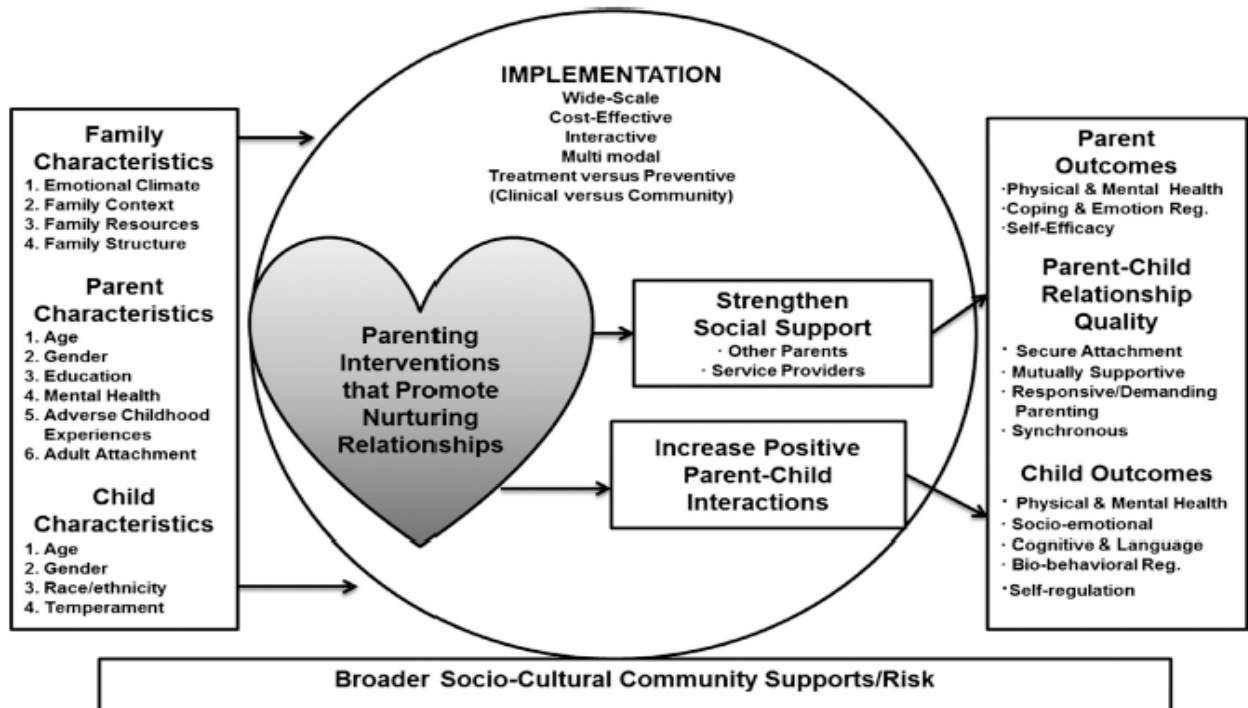 Family
Characteristics
1. Emotional Climate
2. Family Context
3. Family Resources
4. Family Structure
Parent
Characteristics
1. Age
2. Gender
3. Education
4. Mental Health
5. Adverse Childhood
Experiences
6. Adult Attachment
Child
Characteristics
1. Age
2. Gender
3. Race/ethnicity
4. Temperament
IMPLEMENTATION
Wide-Scale
Cost-Effective
Interactive
Multi modal
Treatment versus Preventive
(Clinical versus Community)
Parenting
Interventions
that Promote
Nurturing
Relationships
Strengthen
Social Support
· Other Parents
· Service Providers
Increase Positive
Parent-Child
Interactions
Parent
Outcomes
·Physical & Mental Health
·Coping & Emotion Reg.
·Self-Efficacy
Parent-Child
Relationship
Quality
· Secure Attachment
· Mutually Supportive
· Responsive/Demanding
Parenting
· Synchronous
Child Outcomes
· Physical & Mental Health
· Socio-emotional
· Cognitive & Language
· Bio-behavioral Reg.
·Self-regulation
Broader Socio-Cultural Community Supports/Risk